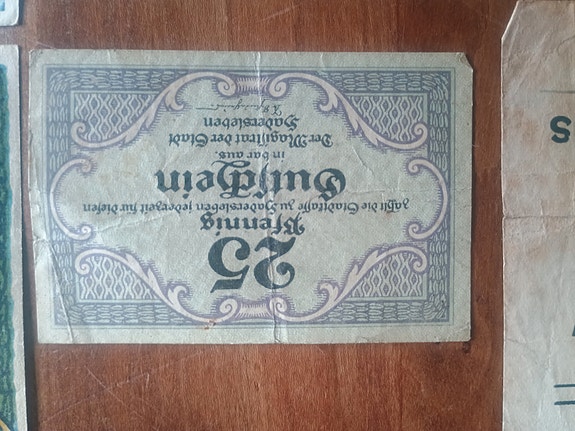 25
Pfennig
zahlt die Stadtkasse zu Hadersleben jederzeit für diesen
Gutschein
in bar aus.
Der Magistrat der Stadt
Hadersleben
S